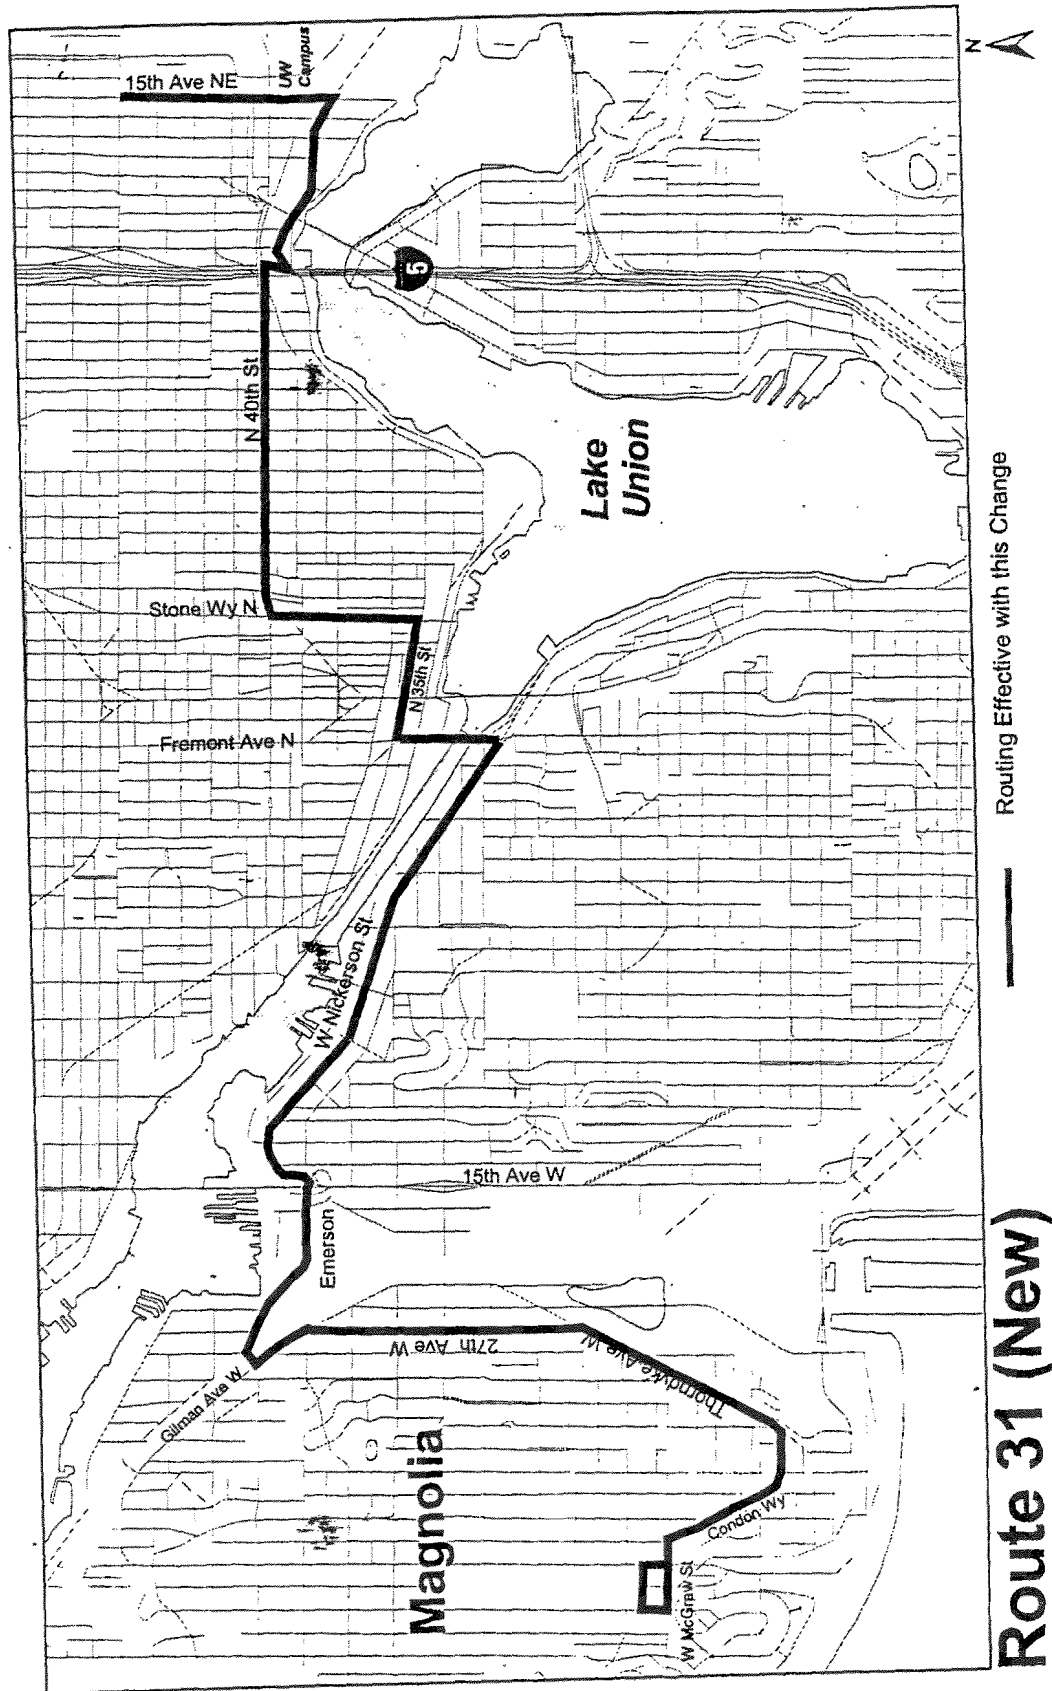 15th Ave NE
UW
Campus
5
N 40th St
Lake
Union
Stone Wy N
N 35th St
Fremont Ave N
W Nickerson St
15th Ave W
Emerson
27th Ave W
Gilman Ave W
Thorndyke Ave W
Magnolia
Condon Wy
W McGraw St
N
Routing Effective with this Change
Route 31 (New)